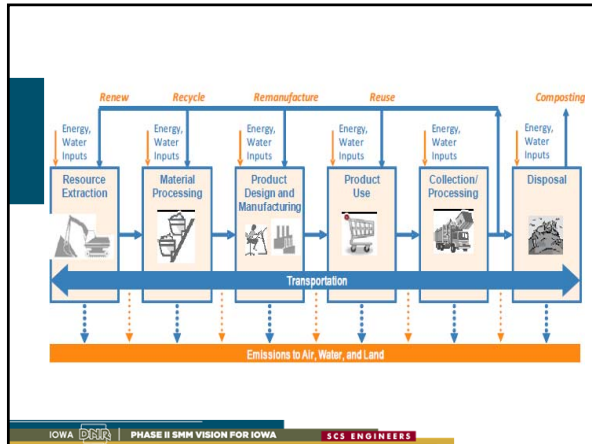 Renew Recycle Remanufacture Reuse Composting
Energy,
Water
Inputs
Energy,
Water
Inputs
Energy,
Water
Inputs
Energy,
Water
Inputs
Energy,
Water
Inputs
Energy,
Water
Inputs
Resource
Extraction
Material
Processing
Product
Design and
Manufacturing
Product
Use
Collection/
Processing
Disposal
Transportation
Emissions to Air, Water, and Land
IOWA DNR PHASE II SMM VISION FOR IOWA SCS ENGINEERS